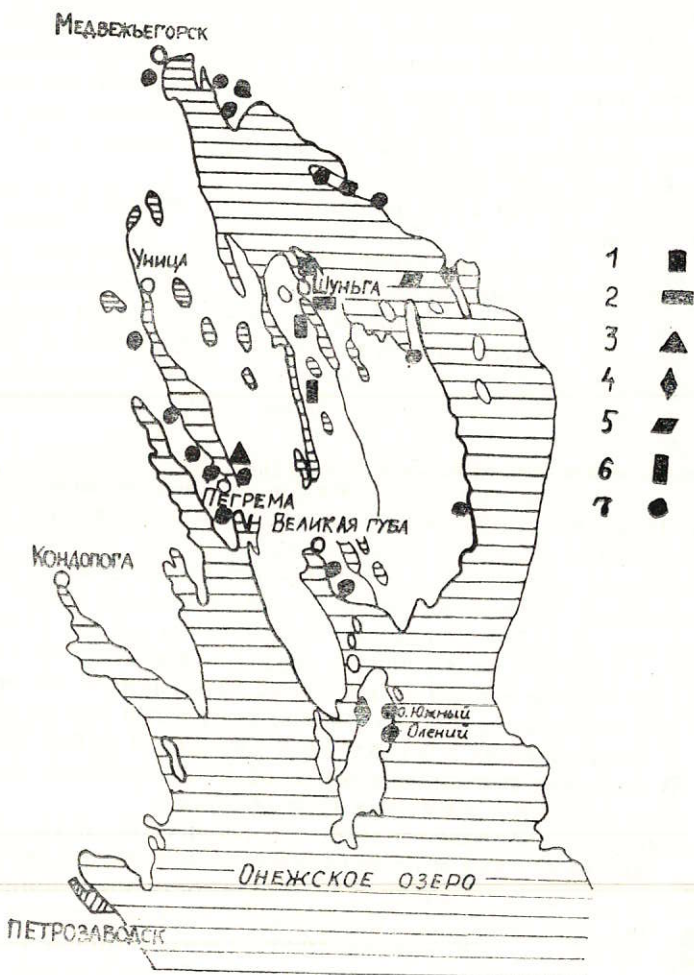 МЕДВЕЖЬЕГОРСК
УНИЦА
ШУНЬГА
1
2
3
4
5
6
7
ПЕГРЕМА
ВЕЛИКАЯ ГУБА
КОНДОПОГА
О. ЮЖНЫЙ
ОЛЕНИЙ
ОНЕЖСКОЕ ОЗЕРО
ПЕТРОЗАВОДСК